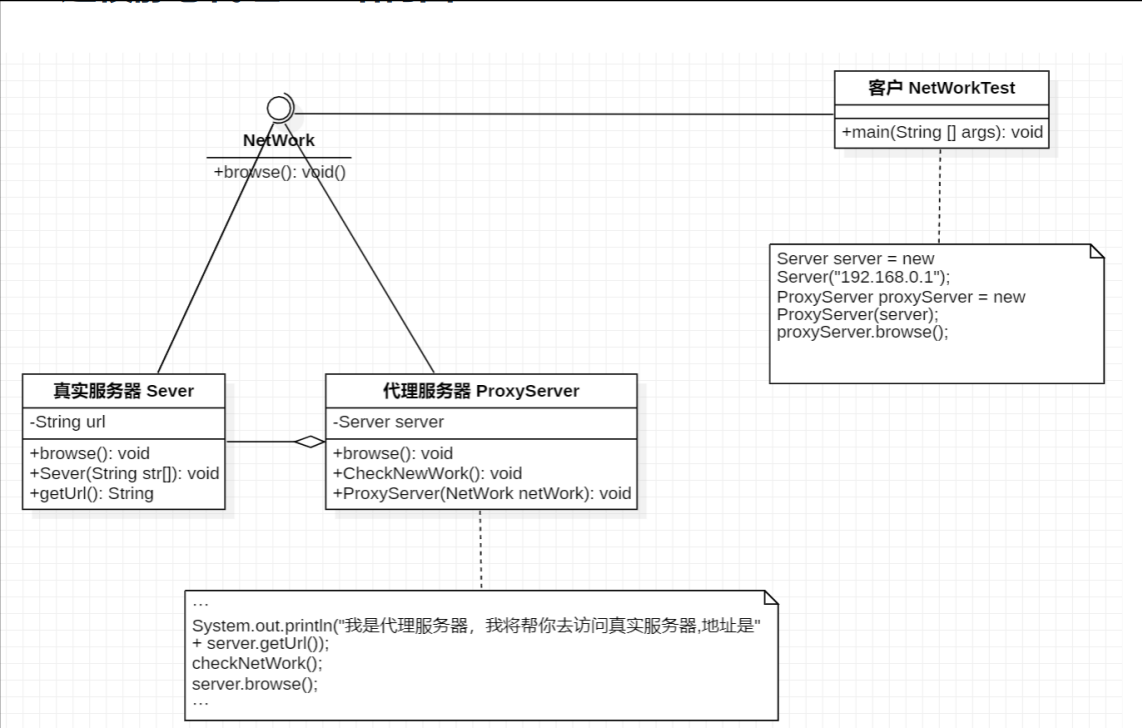 客户 NetWorkTest
+main(String [] args): void
NetWork
+browse(): void()
Server server = new
Server("192.168.0.1");
ProxyServer proxyServer = new
ProxyServer(server);
proxyServer.browse();
真实服务器 Sever
-String url
+browse(): void
+Sever(String str[]): void
+getUrl(): String
代理服务器 ProxyServer
-Server server
+browse(): void
+CheckNewWork(): void
+ProxyServer(NetWork netWork): void
...
System.out.println("我是代理服务器，我将帮你去访问真实服务器,地址是"
+ server.getUrl());
checkNetWork();
server.browse();
...